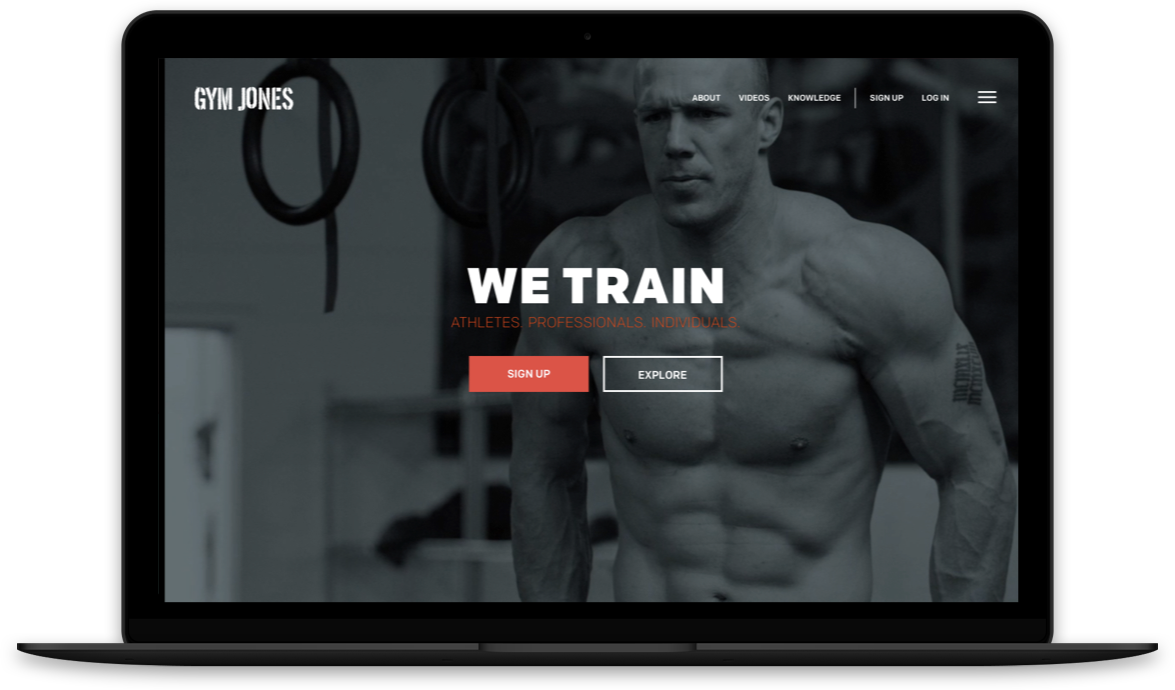 GYM JONES
ABOUT VIDEOS KNOWLEDGE SIGN UP LOG IN
WE TRAIN
ATHLETES. PROFESSIONALS. INDIVIDUALS.
SIGN UP EXPLORE